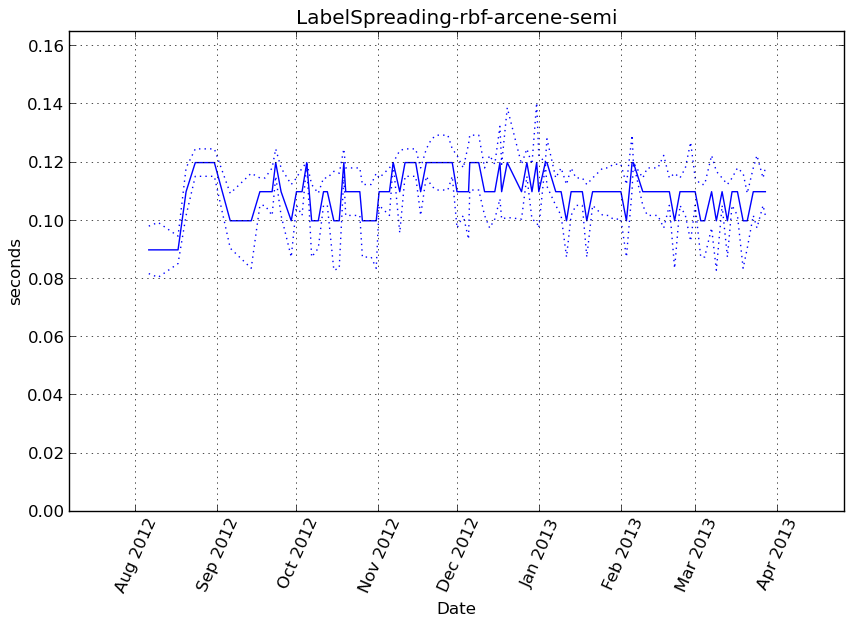 LabelSpreading-rbf-arcene-semi
0.16
0.14
0.12
0.10
0.08
0.06
0.04
0.02
0.00
seconds
Aug 2012
Sep 2012
Oct 2012
Nov 2012
Dec 2012
Jan 2013
Feb 2013
Mar 2013
Apr 2013
Date